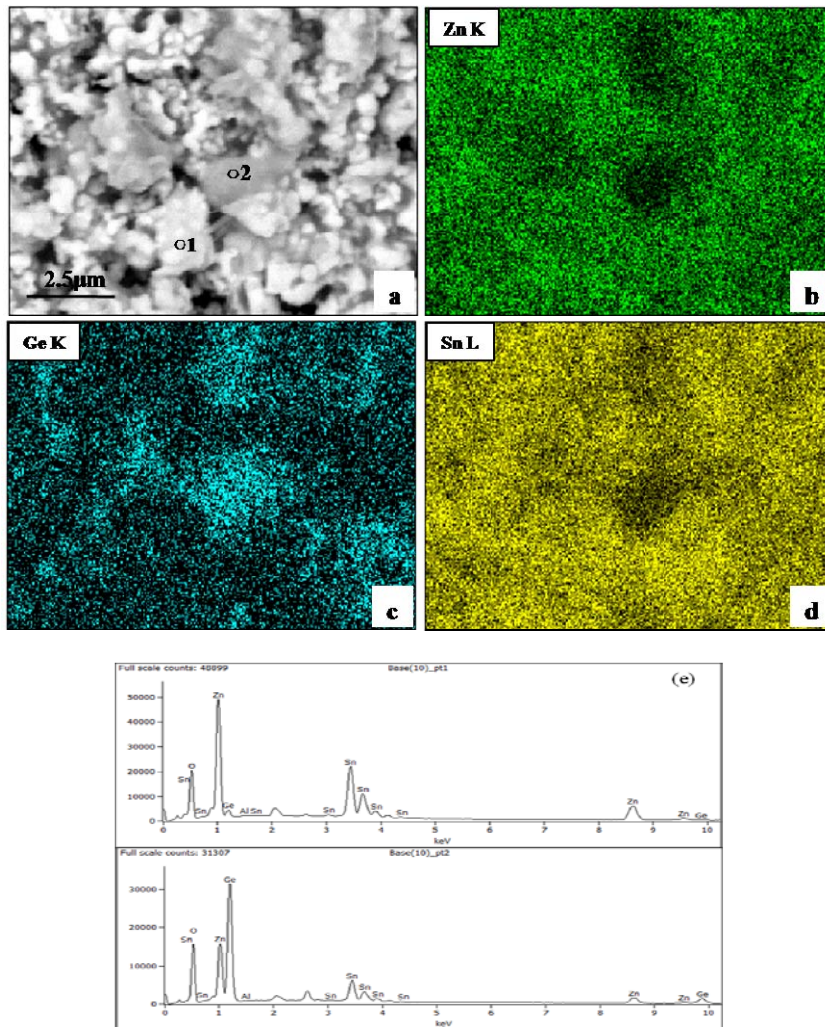 Zn K
2
1
2.5µm
a
b
Ge K
Sn L
c
d
Full scale counts: 48899 Base(10)_pt1 (e)
50000
40000
30000
20000
10000
0
Zn
O
Sn
Sn
Ge
Al Sn
Sn
Sn
Sn
Sn
Sn
Zn
Zn
Ge
0 1 2 3 4 5 6 7 8 9 10
keV
Full scale counts: 31307 Base(10)_pt2
30000
20000
10000
0
Ge
O
Sn
Zn
Sn
Al
Sn
Sn
Sn
Sn
Sn
Zn
Zn
Ge
0 1 2 3 4 5 6 7 8 9 10
keV